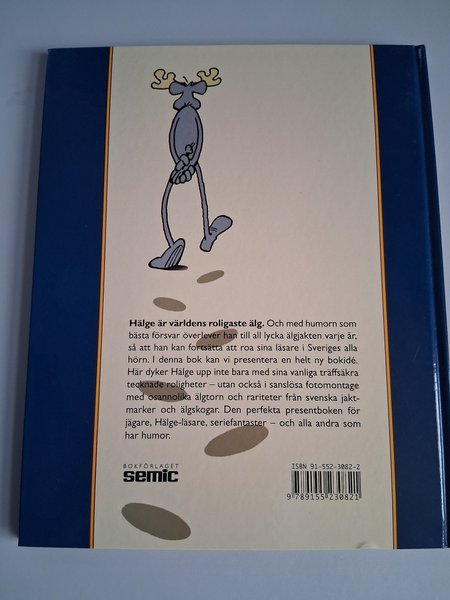 Hälge är världens roligaste älg. Och med humorn som
bästa försvar överlever han till all lycka älgjakten varje år,
så att han kan fortsätta att roa sina läsare i Sveriges alla
hörn. I denna bok kan vi presentera en helt ny bokidé.
Här dyker Hälge upp inte bara med sina vanliga träffsäkra
tecknade roligheter – utan också i sanslösa fotomontage
med osannolika älgtorn och rariteter från svenska jakt-
marker och älgskogar. Den perfekta presentboken för
jägare, Hälge-läsare, seriefantaster – och alla andra som
har humor.
BOKFÖRLAGET
semic
ISBN 91-552-3082-2
9 789155 230821